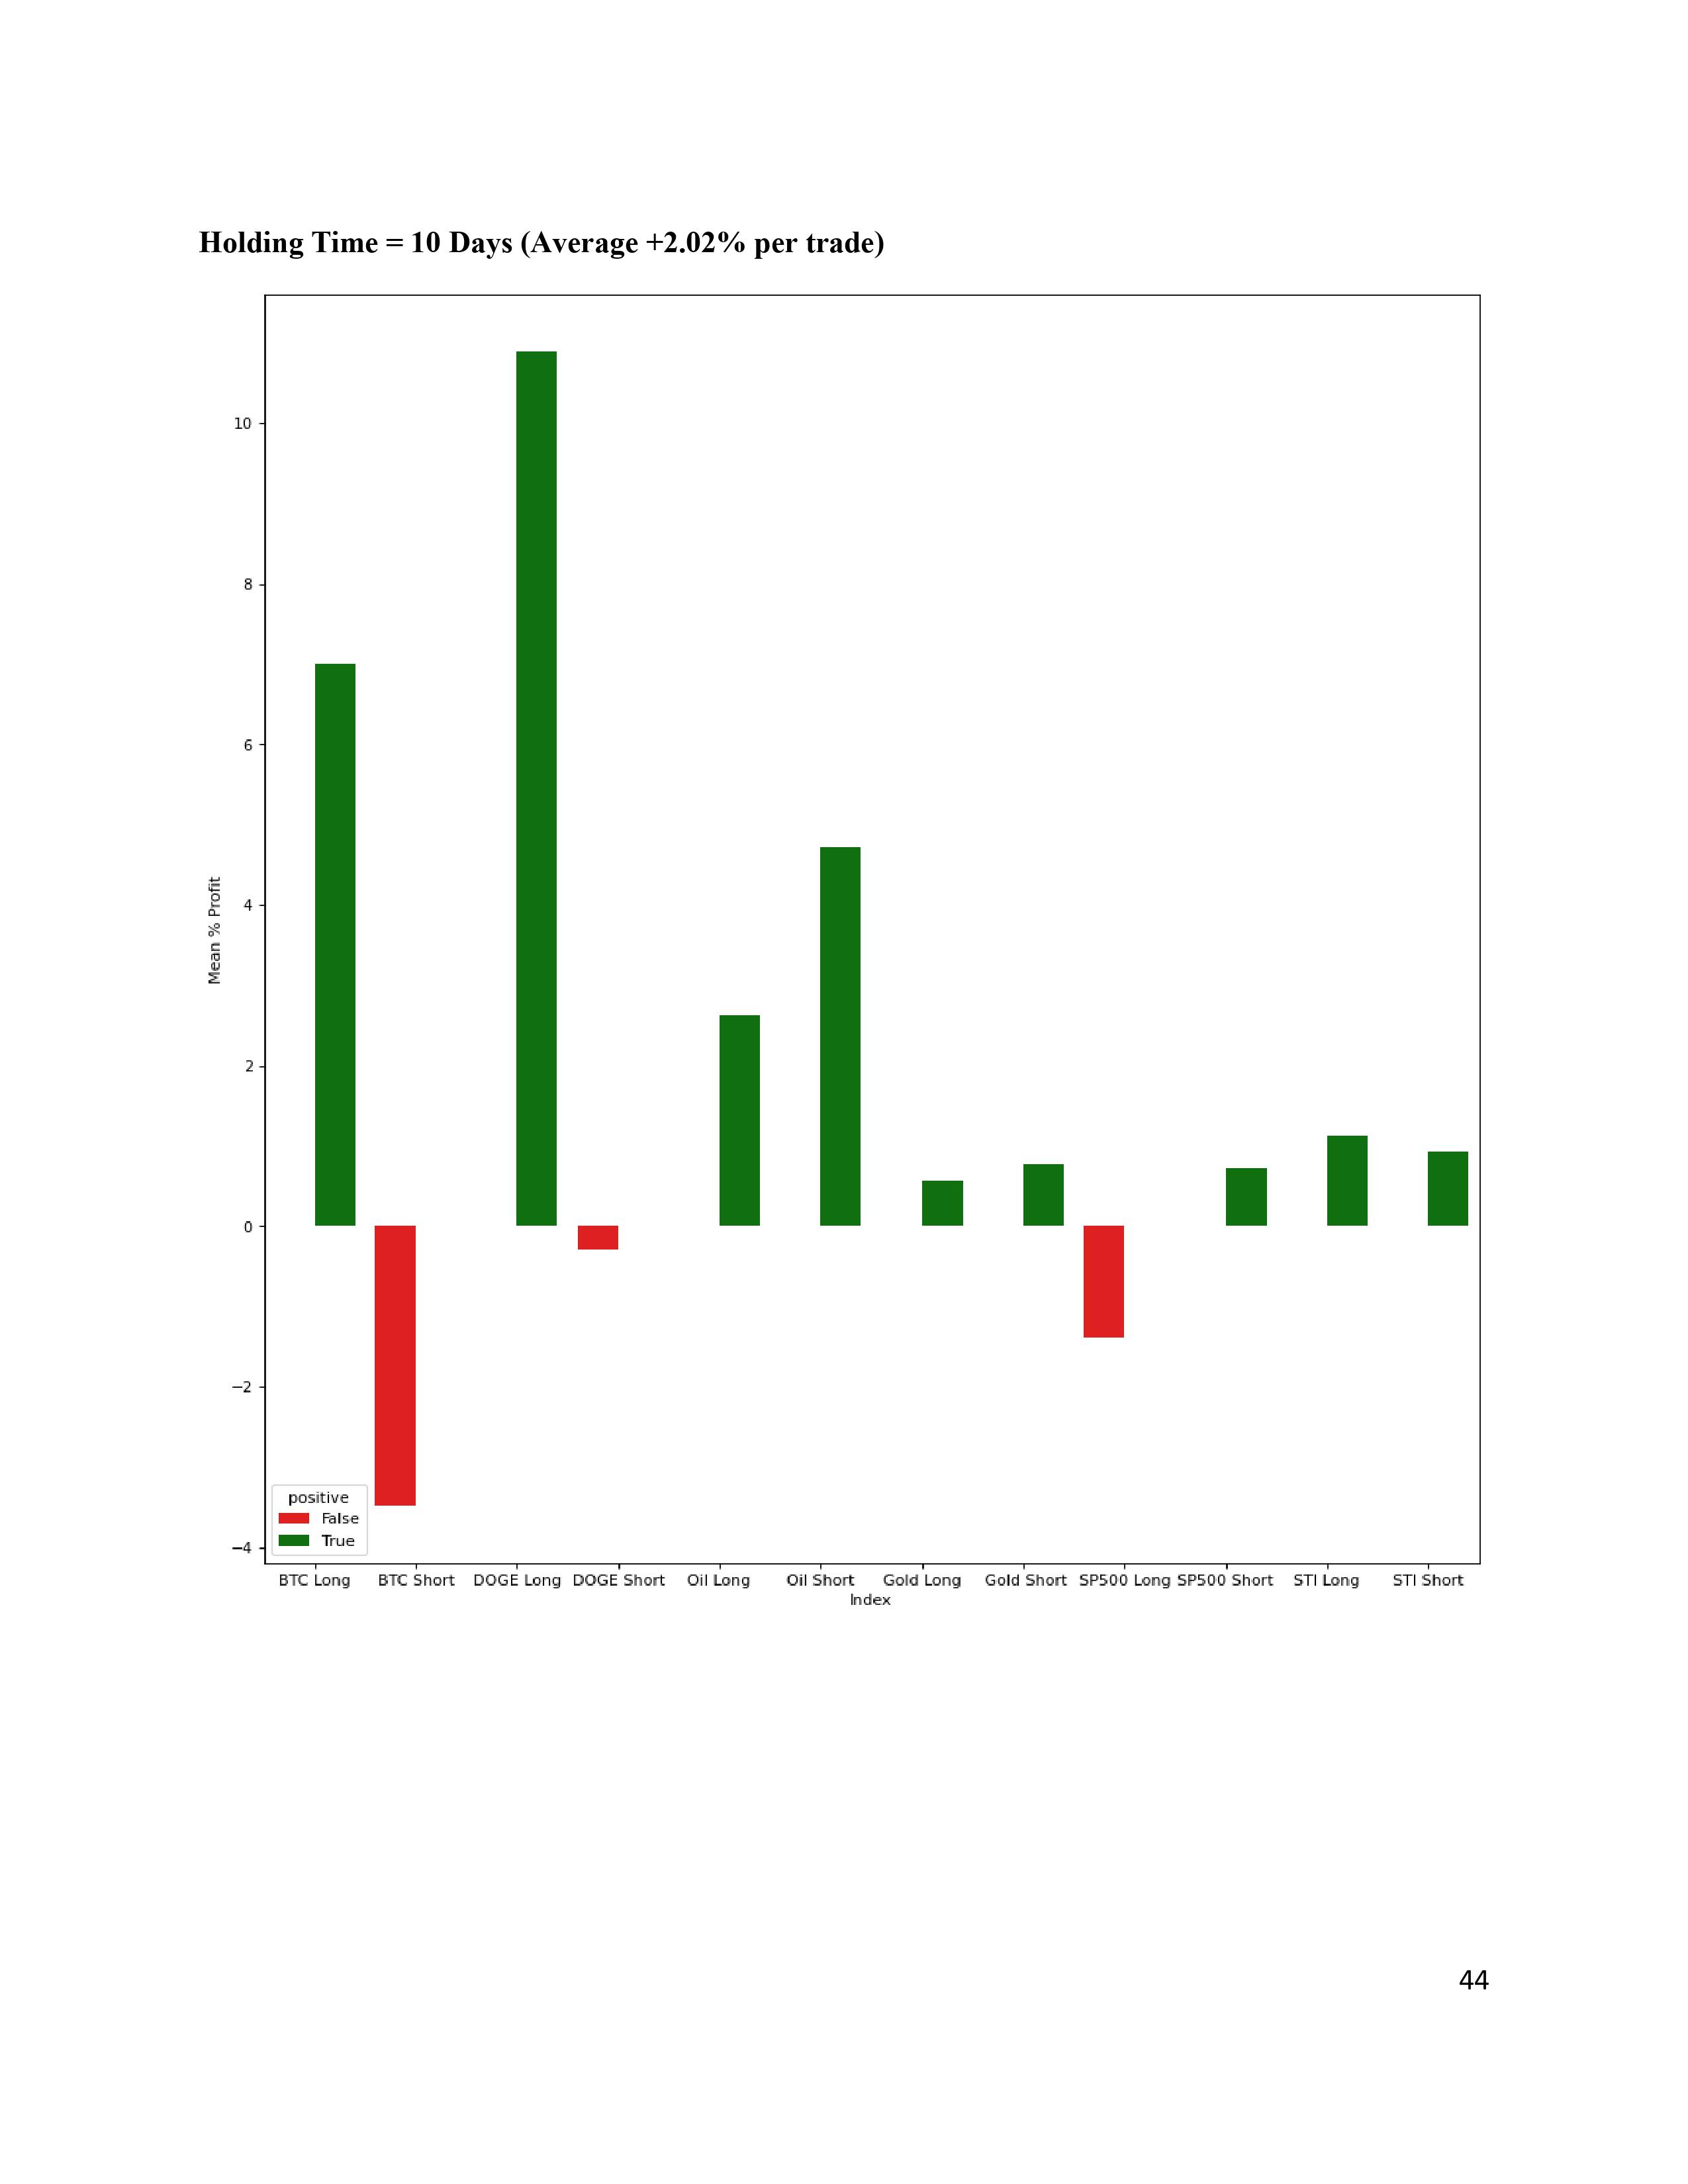 Holding Time = 10 Days (Average +2.02% per trade)
10
8
6
4
2
0
−2
−4
Mean % Profit
positive
False
True
BTC Long BTC Short DOGE Long DOGE Short Oil Long Oil Short Gold Long Gold Short SP500 Long SP500 Short STI Long STI Short
Index
44